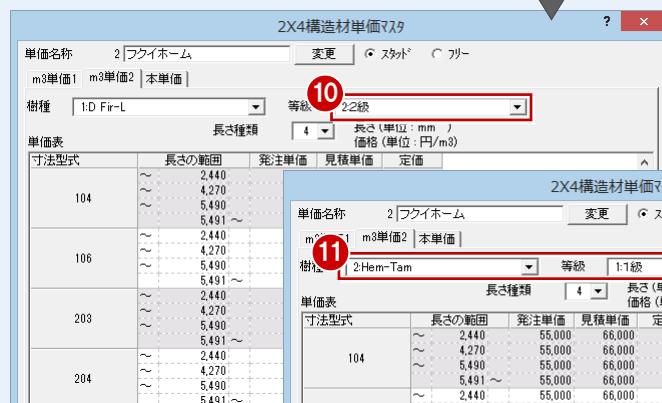 2X4構造材単価ﾏｽﾀ
? ×
単価名称 2 フクイホーム 変更 ｽﾀｯﾄﾞ フリー
m3単価1 m3単価2 本単価
樹種 1:D Fir-L 10 等級 2:2級
長さ種類 4 長さ(単位：mm )
単価表 価格(単位：円/m3)
寸法型式 長さの範囲 発注単価 見積単価 定価
104
～ 2,440
～ 4,270
～ 5,490
5,491 ～
106
～ 2,440
～ 4,270
～ 5,490
5,491 ～
203
～ 2,440
～ 4,270
～ 5,490
5,491 ～
204
～ 2,440
～ 4,270
～ 5,490
5,491 ～
2X4構造材単価
単価名称 2 フクイホーム 変更
m3単価2 本単価
11 2:Hem-Tam 等級 1:1級
長さ種類 4 長さ(
単価表 価格(
寸法型式 長さの範囲 発注単価 見積単価
104
～ 2,440 55,000 66,000
～ 4,270 55,000 66,000
～ 5,490 55,000 66,000
5,491 ～ 55,000 66,000
～ 2,440 55,000 66,000